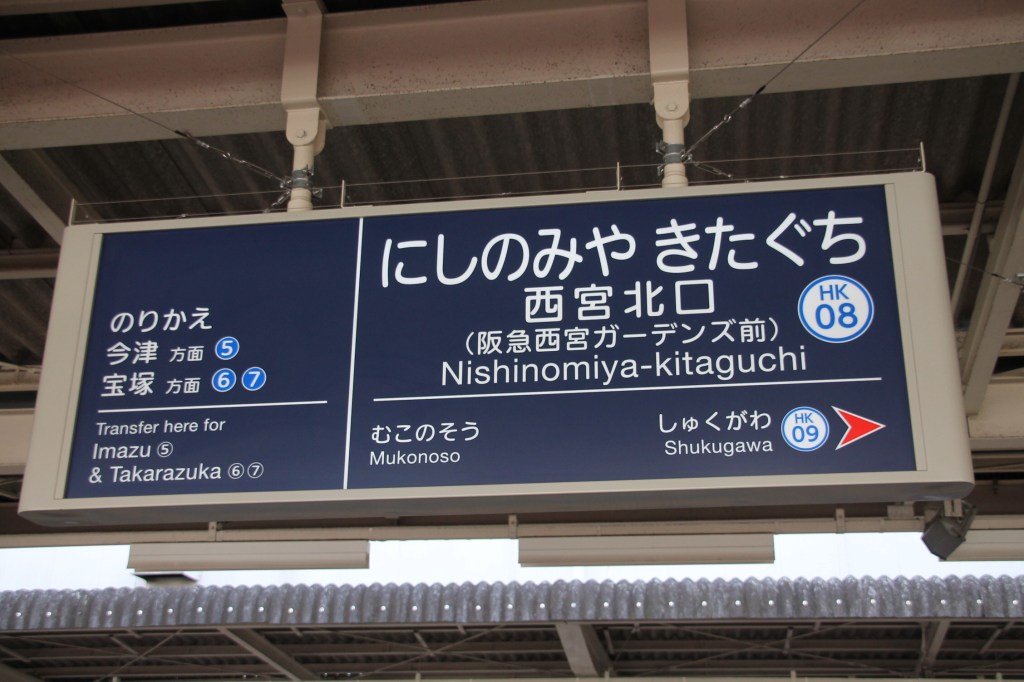 のりかえ
今津 方面 ⑤
宝塚 方面 ⑥⑦
Transfer here for
Imazu ⑤
& Takarazuka ⑥⑦
にしのみや きたぐち
西宮北口
HK
08
（阪急西宮ガーデンズ前）
Nishinomiya-kitaguchi
むこのそう
Mukonoso
しゅくがわ
Shukugawa
HK
09